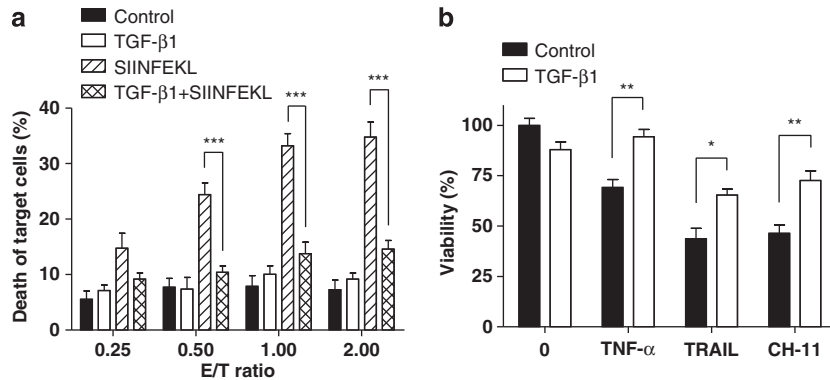 a
Control
TGF-β1
SIINFEKL
TGF-β1+SIINFEKL
Death of target cells (%)
40
30
20
10
0
***
***
***
0.25 0.50 1.00 2.00
E/T ratio
b
Control
TGF-β1
Viability (%)
100
75
50
25
100
**
*
**
0 TNF-α TRAIL CH-11